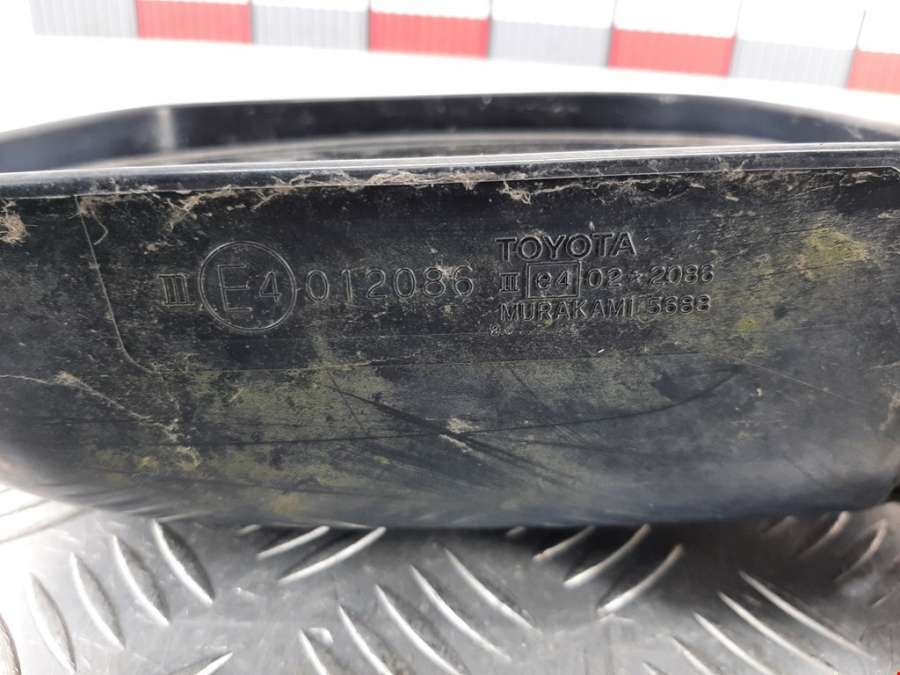 III E4 012086
TOYOTA
III e4 02*2086
MURAKAMI 5688